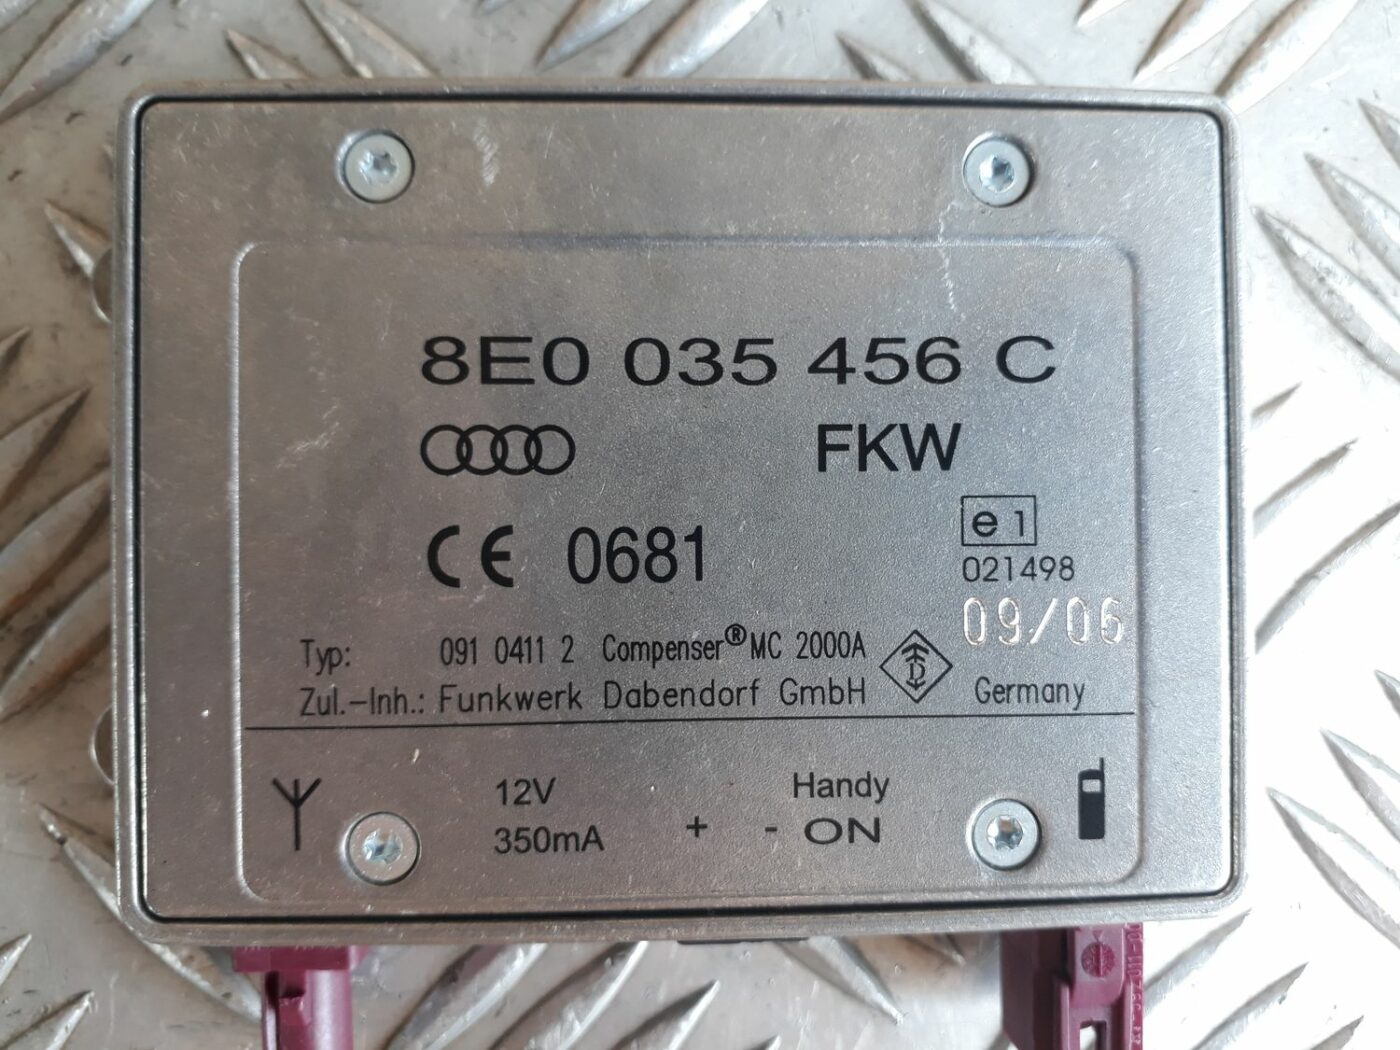 8E0 035 456 C
FKW
CE 0681
e 1
021498
09/06
Typ: 091 0411 2 Compenser® MC 2000A
Zul.-Inh.: Funkwerk Dabendorf GmbH D Germany
12V Handy
350mA + - ON